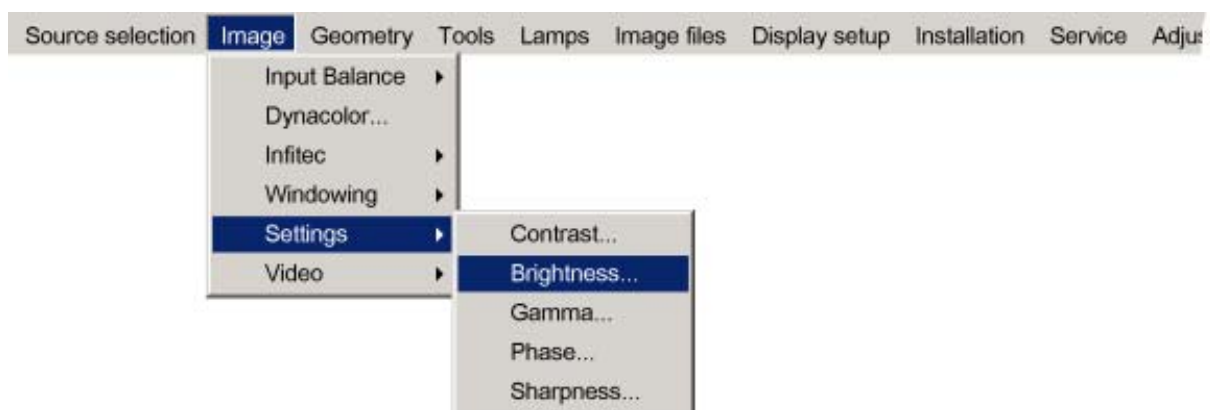 Source selection Image Geometry Tools Lamps Image files Display setup Installation Service
Input Balance
Dynacolor...
Infitec
Windowing
Settings
Video
Contrast...
Brightness...
Gamma...
Phase...
Sharpness...